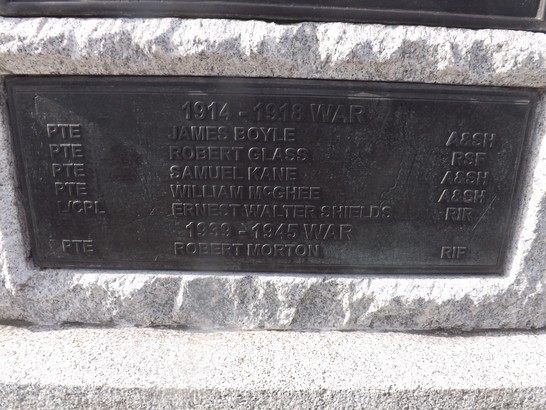 1914 - 1918 WAR
PTE JAMES BOYLE A&SH
PTE ROBERT GLASS RSF
PTE SAMUEL KANE A&SH
PTE WILLIAM McGHEE A&SH
L/CPL ERNEST WALTER SHIELDS RIR
1939 - 1945 WAR
PTE ROBERT MORTON RIF